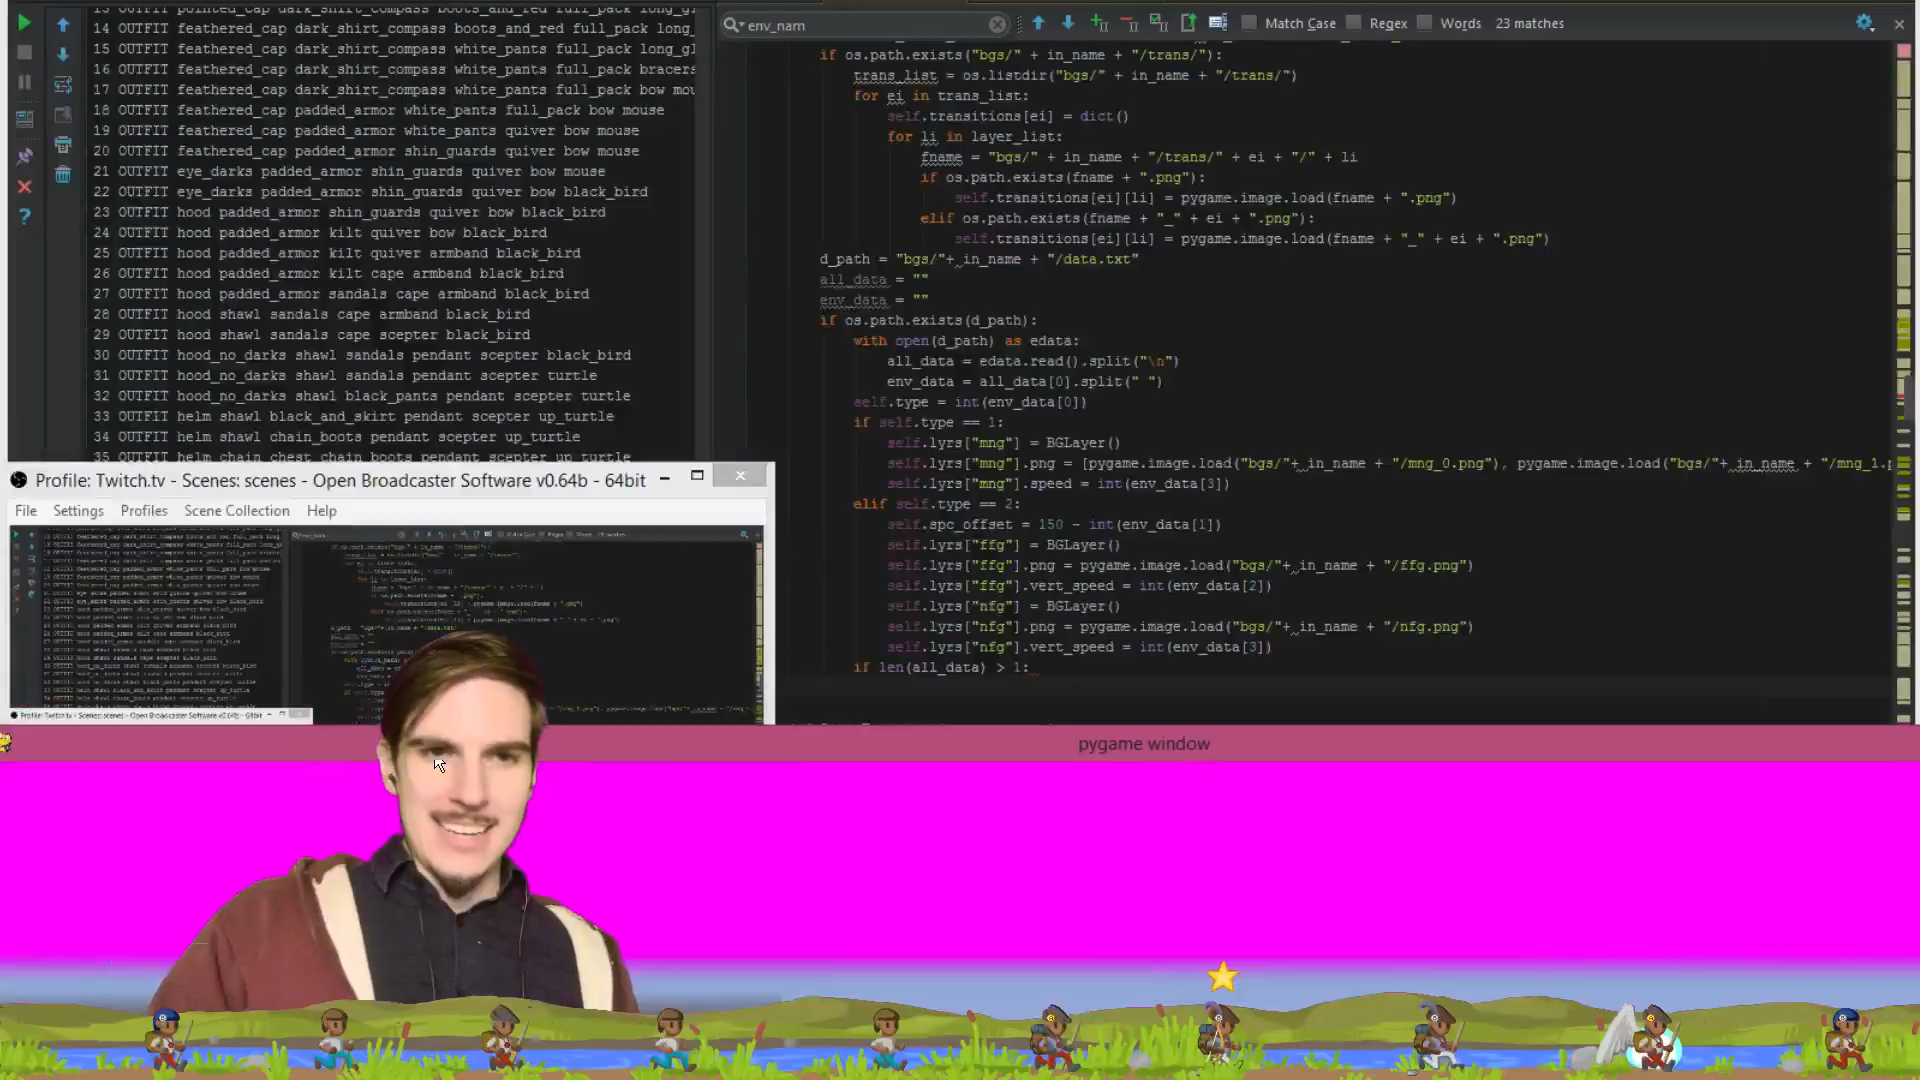 13 OUTFIT pointed_cap dark_shirt_compass boots_and_red full_pack long_gl
14 OUTFIT feathered_cap dark_shirt_compass boots_and_red full_pack long_
15 OUTFIT feathered_cap dark_shirt_compass white_pants full_pack long_gl
16 OUTFIT feathered_cap dark_shirt_compass white_pants full_pack bracers
17 OUTFIT feathered_cap dark_shirt_compass white_pants full_pack bow mou
18 OUTFIT feathered_cap padded_armor white_pants full_pack bow mouse
19 OUTFIT feathered_cap padded_armor white_pants quiver bow mouse
20 OUTFIT feathered_cap padded_armor shin_guards quiver bow mouse
21 OUTFIT eye_darks padded_armor shin_guards quiver bow mouse
22 OUTFIT eye_darks padded_armor shin_guards quiver bow black_bird
23 OUTFIT hood padded_armor shin_guards quiver bow black_bird
24 OUTFIT hood padded_armor kilt quiver bow black_bird
25 OUTFIT hood padded_armor kilt quiver armband black_bird
26 OUTFIT hood padded_armor kilt cape armband black_bird
27 OUTFIT hood padded_armor sandals cape armband black_bird
28 OUTFIT hood shawl sandals cape armband black_bird
29 OUTFIT hood shawl sandals cape scepter black_bird
30 OUTFIT hood_no_darks shawl sandals pendant scepter black_bird
31 OUTFIT hood_no_darks shawl sandals pendant scepter turtle
32 OUTFIT hood_no_darks shawl black_pants pendant scepter turtle
33 OUTFIT helm shawl black_and_skirt pendant scepter up_turtle
34 OUTFIT helm shawl chain_boots pendant scepter up_turtle
35 OUTFIT helm chain_chest chain_boots pendant scepter up_turtle
env_nam
Match Case
Regex
Words
23 matches
if os.path.exists("bgs/" + in_name + "/trans/"):
trans_list = os.listdir("bgs/" + in_name + "/trans/")
for ei in trans_list:
self.transitions[ei] = dict()
for li in layer_list:
fname = "bgs/" + in_name + "/trans/" + ei + "/" + li
if os.path.exists(fname + ".png"):
self.transitions[ei][li] = pygame.image.load(fname + ".png")
elif os.path.exists(fname + "_" + ei + ".png"):
self.transitions[ei][li] = pygame.image.load(fname + "_" + ei + ".png")
d_path = "bgs/"+ in_name + "/data.txt"
all_data = ""
env_data = ""
if os.path.exists(d_path):
with open(d_path) as edata:
all_data = edata.read().split("\n")
env_data = all_data[0].split(" ")
self.type = int(env_data[0])
if self.type == 1:
self.lyrs["mng"] = BGLayer()
self.lyrs["mng"].png = [pygame.image.load("bgs/"+ in_name + "/mng_0.png"), pygame.image.load("bgs/"+ in_name + "/mng_1.p
self.lyrs["mng"].speed = int(env_data[3])
elif self.type == 2:
self.spc_offset = 150 - int(env_data[1])
self.lyrs["ffg"] = BGLayer()
self.lyrs["ffg"].png = pygame.image.load("bgs/"+ in_name + "/ffg.png")
self.lyrs["ffg"].vert_speed = int(env_data[2])
self.lyrs["nfg"] = BGLayer()
self.lyrs["nfg"].png = pygame.image.load("bgs/"+ in_name + "/nfg.png")
self.lyrs["nfg"].vert_speed = int(env_data[3])
if len(all_data) > 1:
Profile: Twitch.tv - Scenes: scenes - Open Broadcaster Software v0.64b - 64bit
File Settings Profiles Scene Collection Help
Profile: Twitch.tv - Scenes: scenes - Open Broadcaster Software v0.64b - 64bit
pygame window